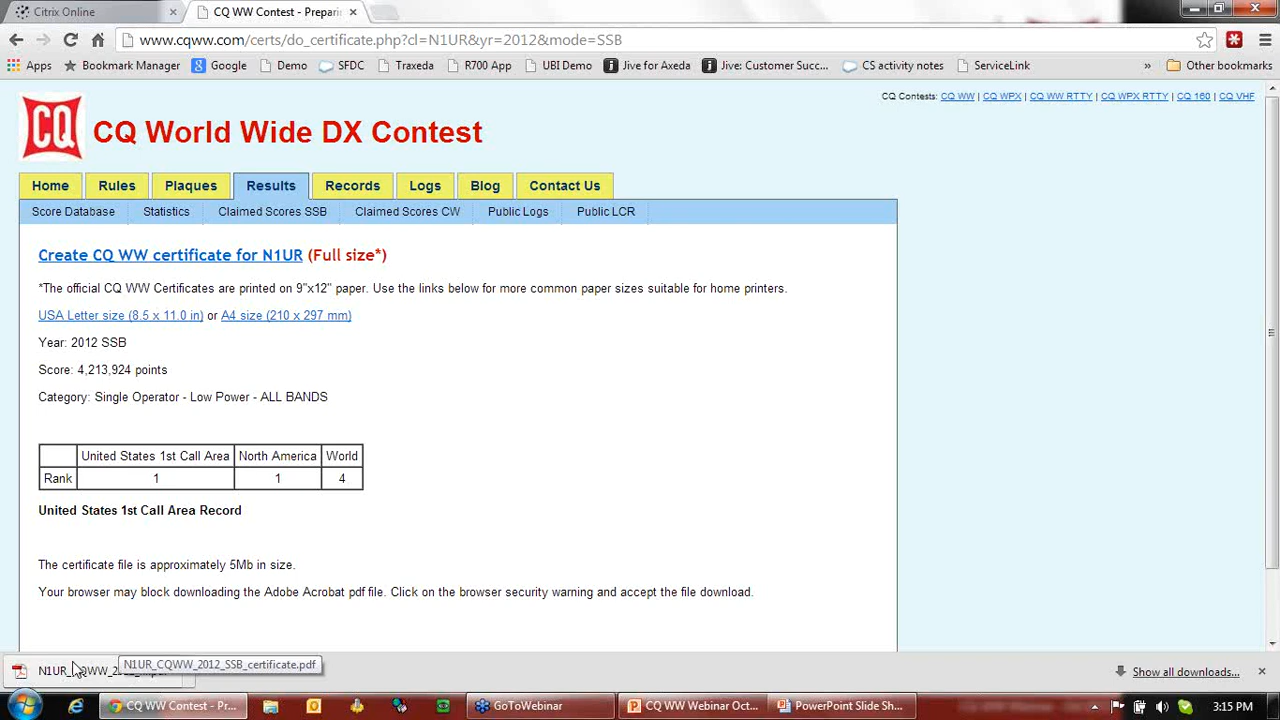 Citrix Online
CQ WW Contest - Preparin
www.cqww.com/certs/do_certificate.php?cl=N1UR&yr=2012&mode=SSB
Apps Bookmark Manager Google Demo SFDC Traxeda R700 App UBI Demo Jive for Axeda Jive: Customer Succ... CS activity notes ServiceLink » Other bookmarks
CQ Contests: CQ WW | CQ WPX | CQ WW RTTY | CQ WPX RTTY | CQ 160 | CQ VHF
CQ
CQ World Wide DX Contest
Home Rules Plaques Results Records Logs Blog Contact Us
Score Database Statistics Claimed Scores SSB Claimed Scores CW Public Logs Public LCR
Create CQ WW certificate for N1UR (Full size*)
*The official CQ WW Certificates are printed on 9"x12" paper. Use the links below for more common paper sizes suitable for home printers.
USA Letter size (8.5 x 11.0 in) or A4 size (210 x 297 mm)
Year: 2012 SSB
Score: 4,213,924 points
Category: Single Operator - Low Power - ALL BANDS
United States 1st Call Area North America World
Rank 1 1 4
United States 1st Call Area Record
The certificate file is approximately 5Mb in size.
Your browser may block downloading the Adobe Acrobat pdf file. Click on the browser security warning and accept the file download.
N1UR_CQWW_2012_SSB_certificate.pdf
Show all downloads...
CQ WW Contest - Pr... GoToWebinar CQ WW Webinar Oct... PowerPoint Slide Sh... 3:15 PM